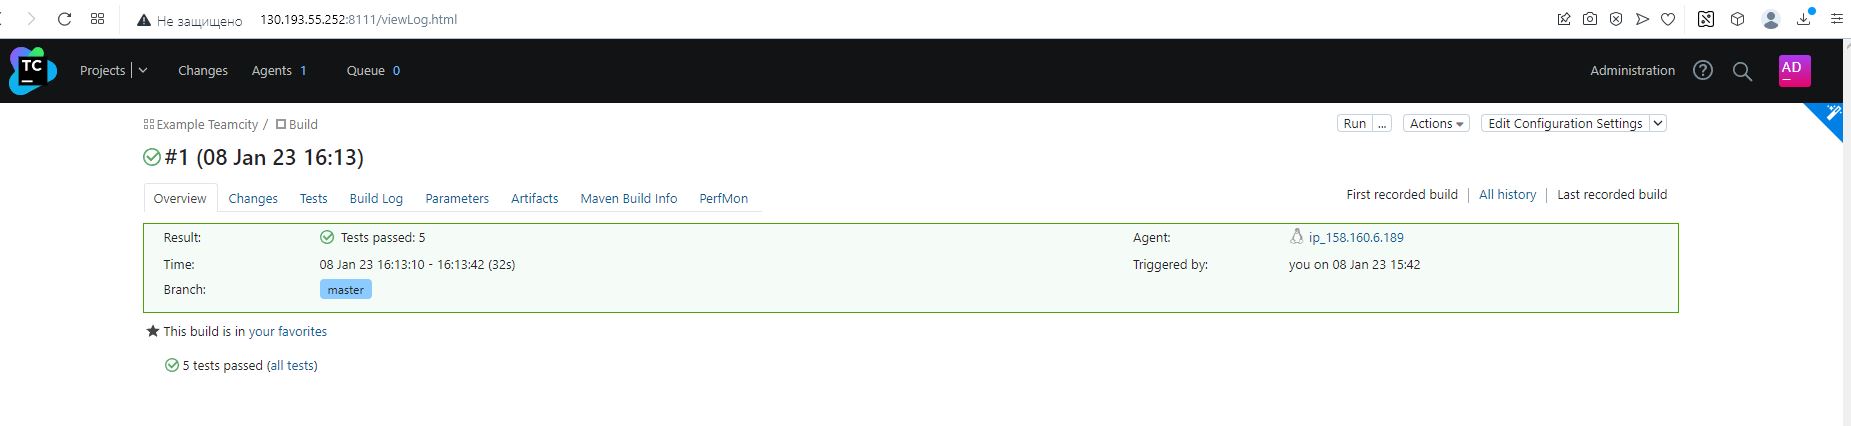 Не защищено 130.193.55.252:8111/viewLog.html
TC Projects Changes Agents 1 Queue 0 Administration AD
Example Teamcity / Build Run ... Actions Edit Configuration Settings
#1 (08 Jan 23 16:13)
Overview Changes Tests Build Log Parameters Artifacts Maven Build Info PerfMon First recorded build All history Last recorded build
Result: Tests passed: 5 Agent: ip_158.160.6.189
Time: 08 Jan 23 16:13:10 - 16:13:42 (32s) Triggered by: you on 08 Jan 23 15:42
Branch: master
This build is in your favorites
5 tests passed (all tests)